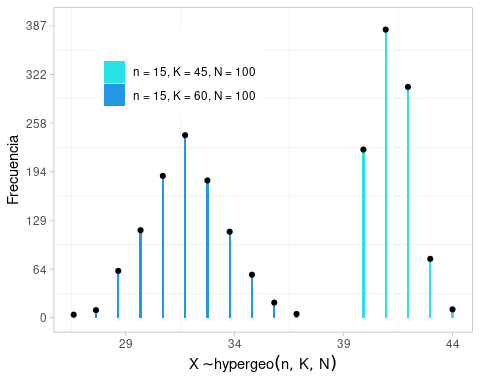 387
322
258
194
129
64
0
Frecuencia
n = 15, K = 45, N = 100
n = 15, K = 60, N = 100
29 34 39 44
X ~hypergeo(n, K, N)